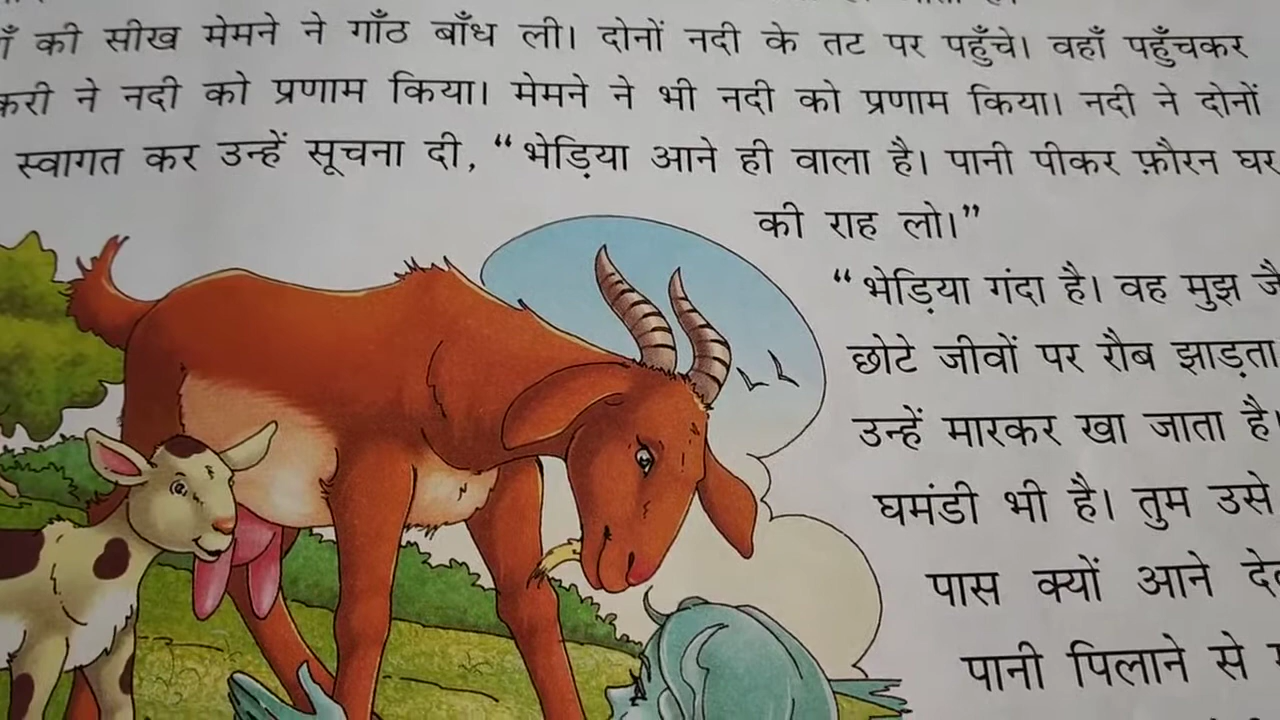 की सीख मेमने ने गाँठ बाँध ली। दोनों नदी के तट पर पहुँचे। वहाँ पहुँचकर
ने नदी को प्रणाम किया। मेमने ने भी नदी को प्रणाम किया। नदी ने दोनों
स्वागत कर उन्हें सूचना दी, “भेड़िया आने ही वाला है। पानी पीकर फ़ौरन घर
की राह लो।”
“भेड़िया गंदा है। वह मुझ
छोटे जीवों पर रौब झाड़ता
उन्हें मारकर खा जाता है।
घमंडी भी है। तुम उसे
पास क्यों आने
पानी पिलाने से